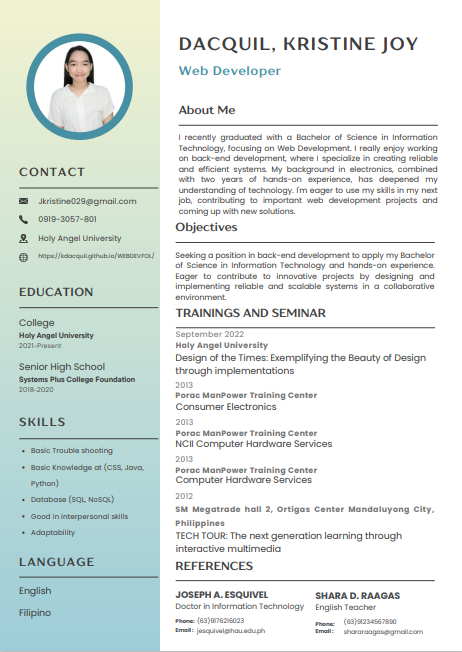 DACQUIL, KRISTINE JOY
Web Developer
About Me
I recently graduated with a Bachelor of Science in Information
Technology, focusing on Web Development. I really enjoy working
on back-end development, where I specialize in creating reliable
and efficient systems. My background in electronics, combined
with two years of hands-on experience, has deepened my
understanding of technology. I'm eager to use my skills in my next
job, contributing to important web development projects and
coming up with new solutions.
Objectives
Seeking a position in back-end development to apply my Bachelor
of Science in Information Technology and hands-on experience.
Eager to contribute to innovative projects by designing and
implementing reliable and scalable systems in a collaborative
environment.
TRAININGS AND SEMINAR
September 2022
Holy Angel University
Design of the Times: Exemplifying the Beauty of Design
through implementations
2013
Porac ManPower Training Center
Consumer Electronics
2013
Porac ManPower Training Center
NCII Computer Hardware Services
2013
Porac ManPower Training Center
Computer Hardware Services
2012
SM Megatrade hall 2, Ortigas Center Mandaluyong City,
Philippines
TECH TOUR: The next generation learning through
interactive multimedia
REFERENCES
JOSEPH A. ESQUIVEL
Doctor in Information Technology
Phone: (63)9176216023
Email: jesquivel@hau.edu.ph
SHARA D. RAAGAS
English Teacher
Phone: (63)91234567890
Email: shararaagas@gmail.com
CONTACT
Jkristine029@gmail.com
0919-3057-801
Holy Angel University
https://kdacquil.github.io/WEBDEVFOL/
EDUCATION
College
Holy Angel University
2021-Present
Senior High School
Systems Plus College Foundation
2018-2020
SKILLS
• Basic Trouble shooting
• Basic Knowledge at (CSS, Java,
Python)
• Database (SQL, NoSQL)
• Good in interpersonal skills
• Adaptability
LANGUAGE
English
Filipino